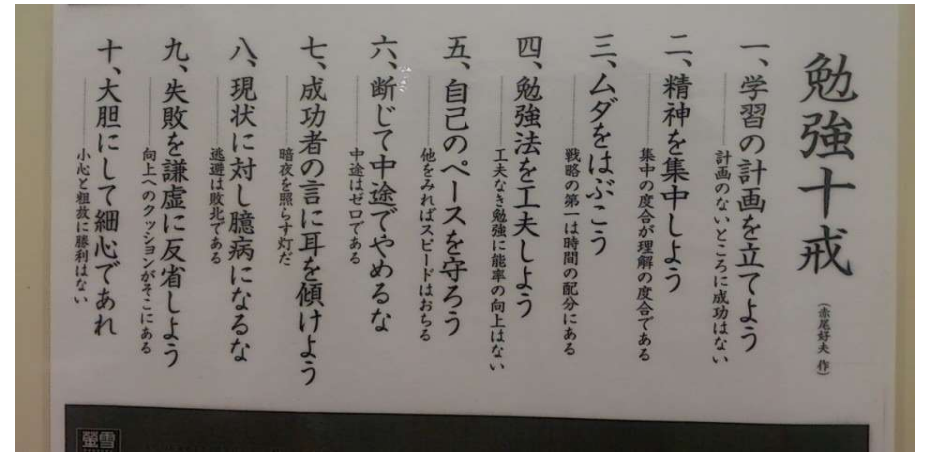 勉強十戒
(赤尾好夫 作)
一、学習の計画を立てよう
計画のないところに成功はない
二、精神を集中しよう
集中の度合が理解の度合である
三、ムダをはぶこう
戦略の第一は時間の配分にある
四、勉強法を工夫しよう
工夫なき勉強に能率の向上はない
五、自己のペースを守ろう
他をみればスピードはおちる
六、断じて中途でやめるな
中途はゼロである
七、成功者の言に耳を傾けよう
暗夜を照らす灯だ
八、現状に対し臆病になるな
逃避は敗北である
九、失敗を謙虚に反省しよう
向上へのクッションがそこにある
十、大胆にして細心であれ
小心と粗放に勝利はない